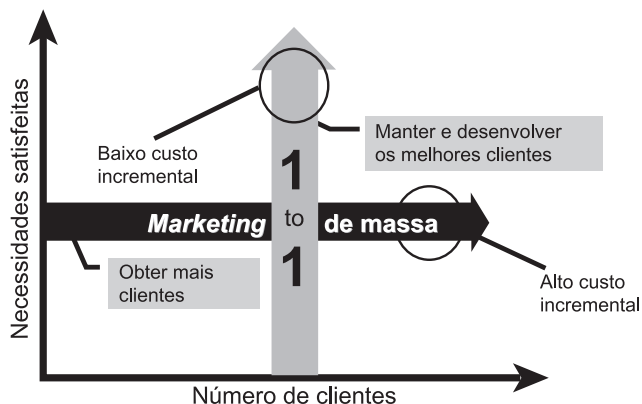 Necessidades satisfeitas
Baixo custo
incremental
Manter e desenvolver
os melhores clientes
1
to
1
Marketing de massa
Obter mais
clientes
Alto custo
incremental
Número de clientes